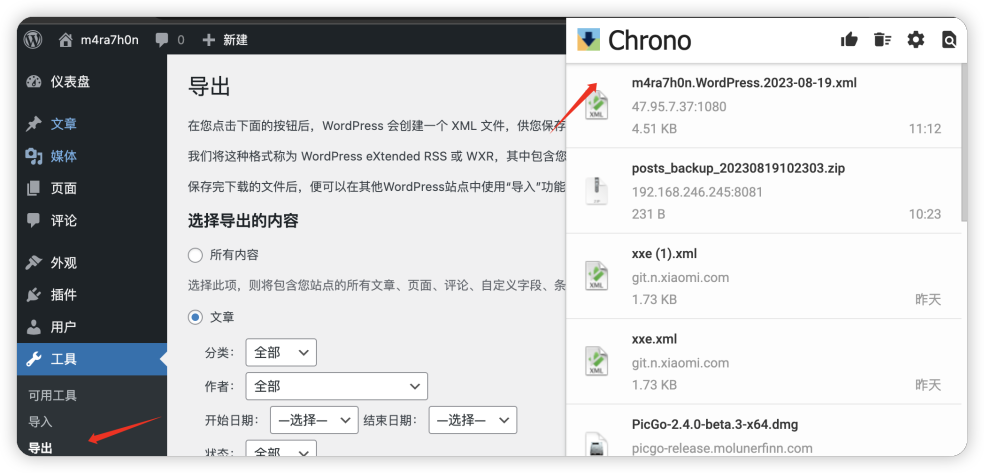 m4ra7h0n 0 新建
仪表盘
文章
媒体
页面
评论
外观
插件
用户
工具
可用工具
导入
导出
导出
在您点击下面的按钮后，WordPress 会创建一个 XML 文件，供您保存
我们将这种格式称为 WordPress eXtended RSS 或 WXR，其中包含您
保存完下载的文件后，便可以在其他WordPress站点中使用“导入”功能
选择导出的内容
所有内容
选择此项，则将包含您站点的所有文章、页面、评论、自定义字段、条
文章
分类： 全部
作者： 全部
开始日期： —选择— 结束日期： —选择—
状态： 全部
Chrono
m4ra7h0n.WordPress.2023-08-19.xml
47.95.7.37:1080
4.51 KB 11:12
posts_backup_20230819102303.zip
192.168.246.245:8081
231 B 10:23
xxe (1).xml
git.n.xiaomi.com
1.73 KB 昨天
xxe.xml
git.n.xiaomi.com
1.73 KB 昨天
PicGo-2.4.0-beta.3-x64.dmg
picgo-release.molunerfinn.com